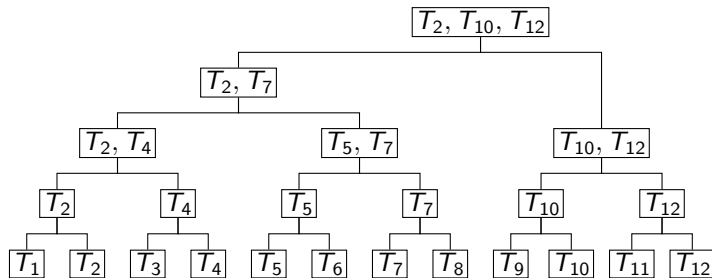 T₂, T₁₀, T₁₂
T₂, T₇
T₂, T₄ T₅, T₇ T₁₀, T₁₂
T₂ T₄ T₅ T₇ T₁₀ T₁₂
T₁ T₂ T₃ T₄ T₅ T₆ T₇ T₈ T₉ T₁₀ T₁₁ T₁₂